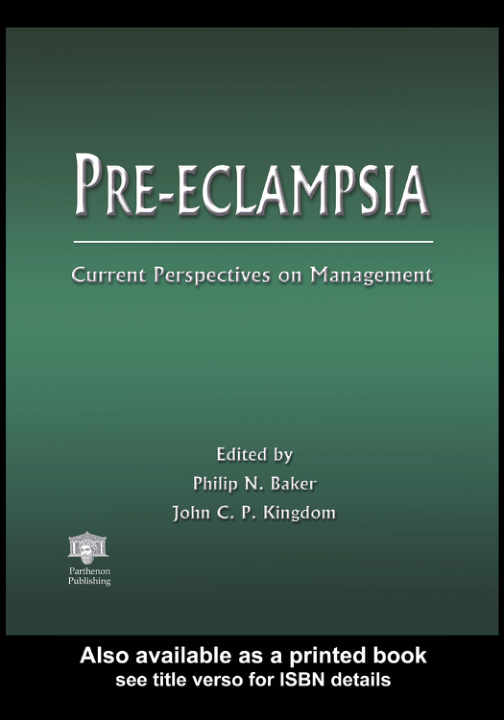 PRE-ECLAMPSIA
Current Perspectives on Management
Edited by
Philip N. Baker
John C. P. Kingdom
Parthenon
Publishing
Also available as a printed book
see title verso for ISBN details